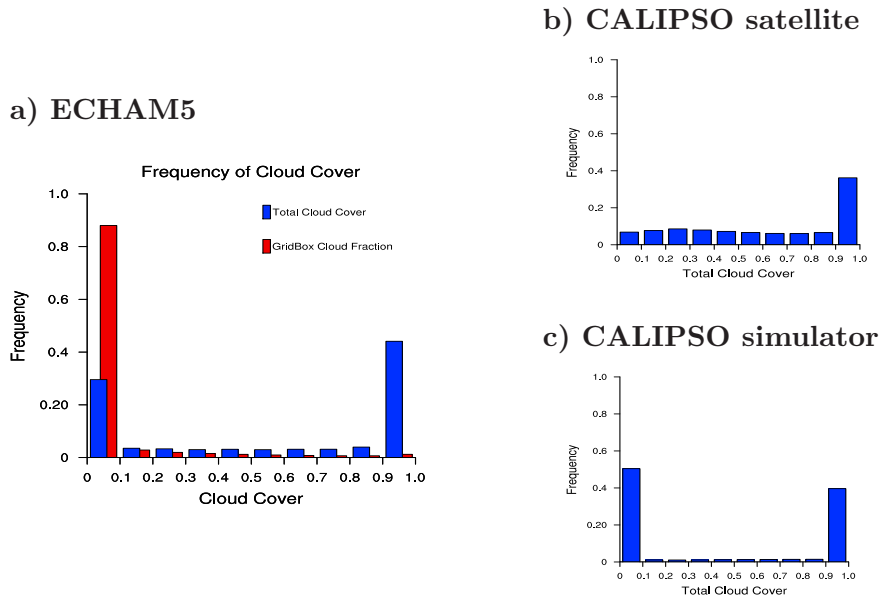 a) ECHAM5
Frequency of Cloud Cover
Total Cloud Cover
GridBox Cloud Fraction
Frequency
1.0
0.8
0.6
0.4
0.20
0
0 0.1 0.2 0.3 0.4 0.5 0.6 0.7 0.8 0.9 1.0
Cloud Cover
b) CALIPSO satellite
Frequency
1.0
0.8
0.6
0.4
0.2
0
0 0.1 0.2 0.3 0.4 0.5 0.6 0.7 0.8 0.9 1.0
Total Cloud Cover
c) CALIPSO simulator
Frequency
1.0
0.8
0.6
0.4
0.20
0
0 0.1 0.2 0.3 0.4 0.5 0.6 0.7 0.8 0.9 1.0
Total Cloud Cover